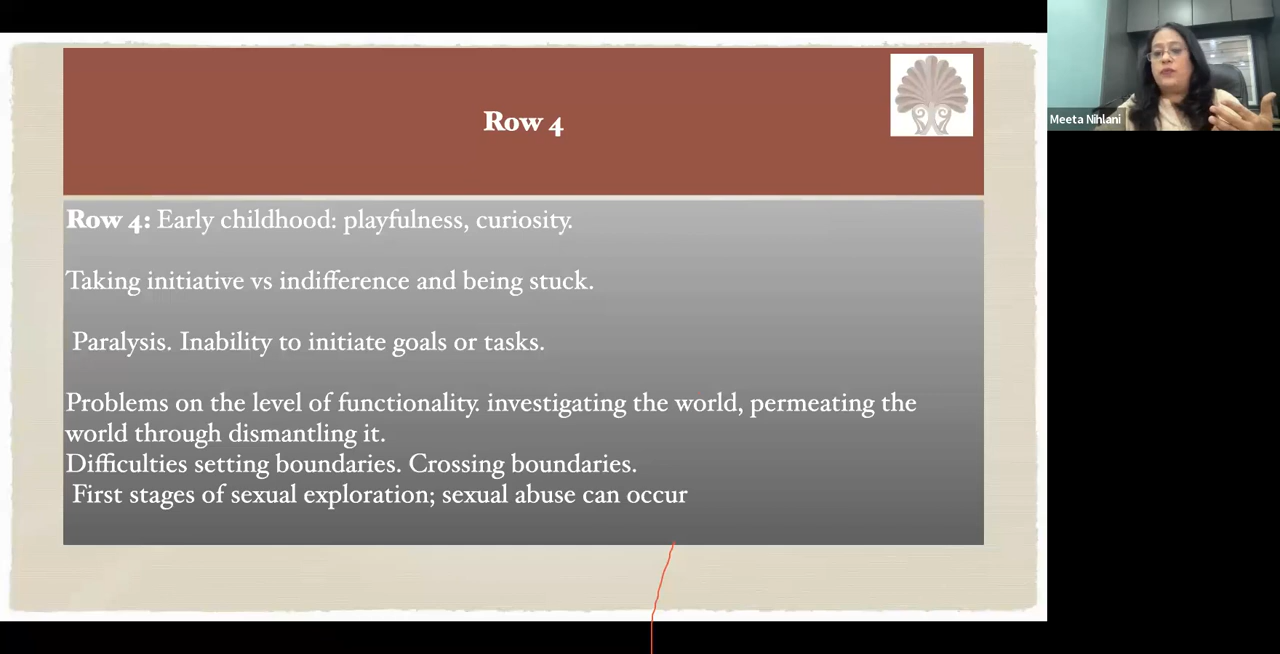 Row 4
Row 4: Early childhood: playfulness, curiosity.
Taking initiative vs indifference and being stuck.
Paralysis. Inability to initiate goals or tasks.
Problems on the level of functionality. investigating the world, permeating the
world through dismantling it.
Difficulties setting boundaries. Crossing boundaries.
First stages of sexual exploration; sexual abuse can occur
Meeta Nihlani